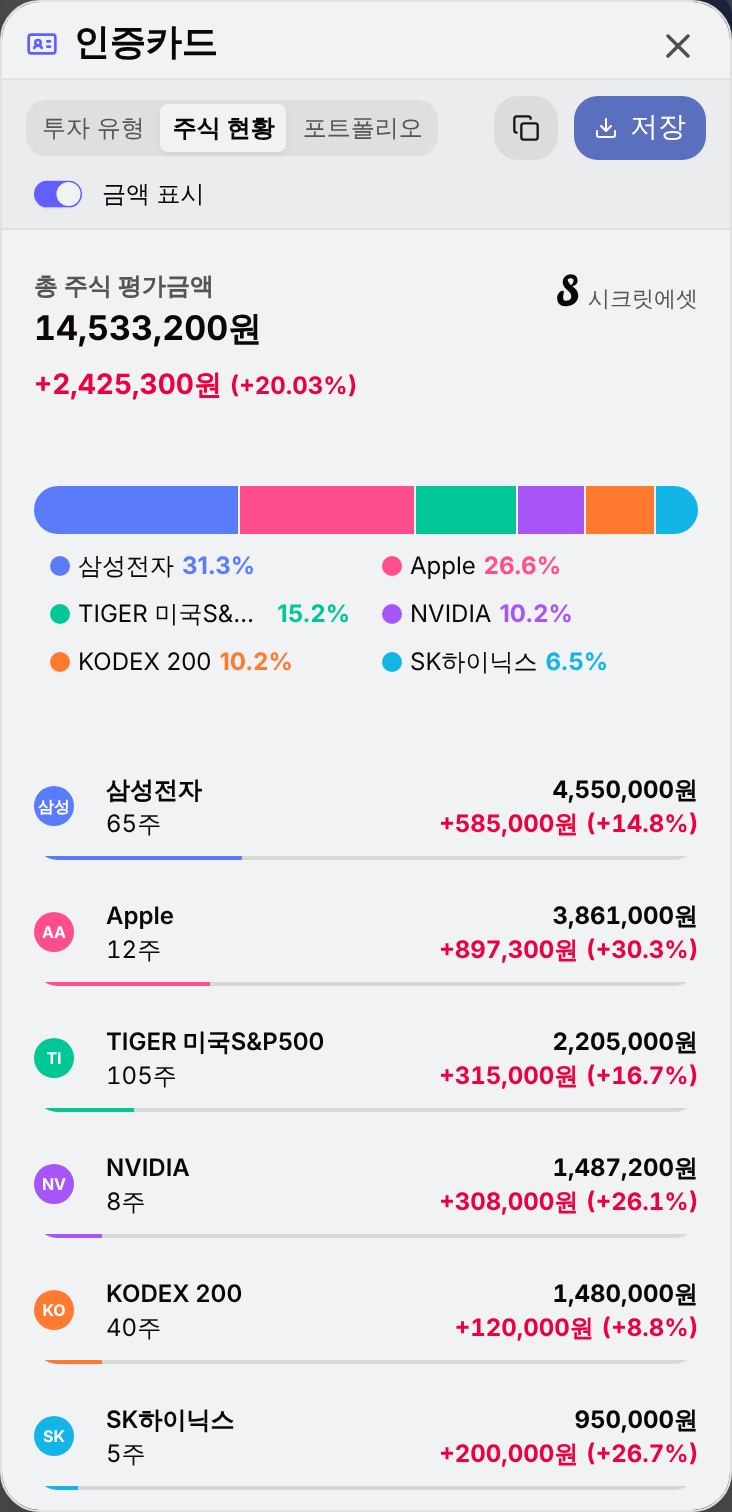 인증카드
투자 유형 주식 현황 포트폴리오 저장
금액 표시
총 주식 평가금액
시크릿에셋
14,533,200원
+2,425,300원 (+20.03%)
삼성전자 31.3% Apple 26.6%
TIGER 미국S&... 15.2% NVIDIA 10.2%
KODEX 200 10.2% SK하이닉스 6.5%
삼성
삼성전자 4,550,000원
65주 +585,000원 (+14.8%)
AA
Apple 3,861,000원
12주 +897,300원 (+30.3%)
TI
TIGER 미국S&P500 2,205,000원
105주 +315,000원 (+16.7%)
NV
NVIDIA 1,487,200원
8주 +308,000원 (+26.1%)
KO
KODEX 200 1,480,000원
40주 +120,000원 (+8.8%)
SK
SK하이닉스 950,000원
5주 +200,000원 (+26.7%)